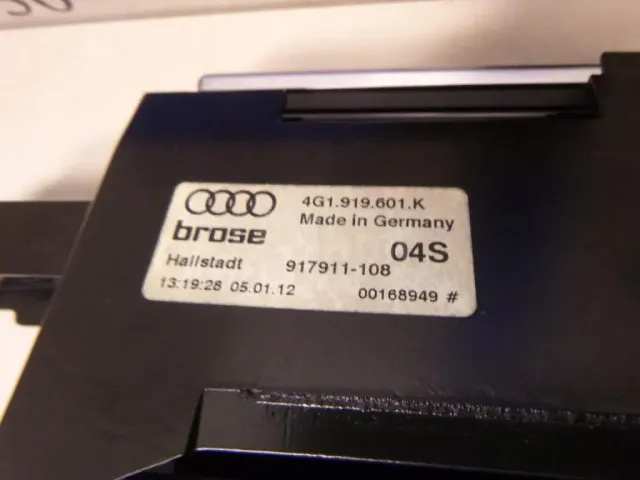 4G1.919.601.K
Made in Germany
brose 04S
Hallstadt 917911-108
13:19:28 05.01.12 00168949 #